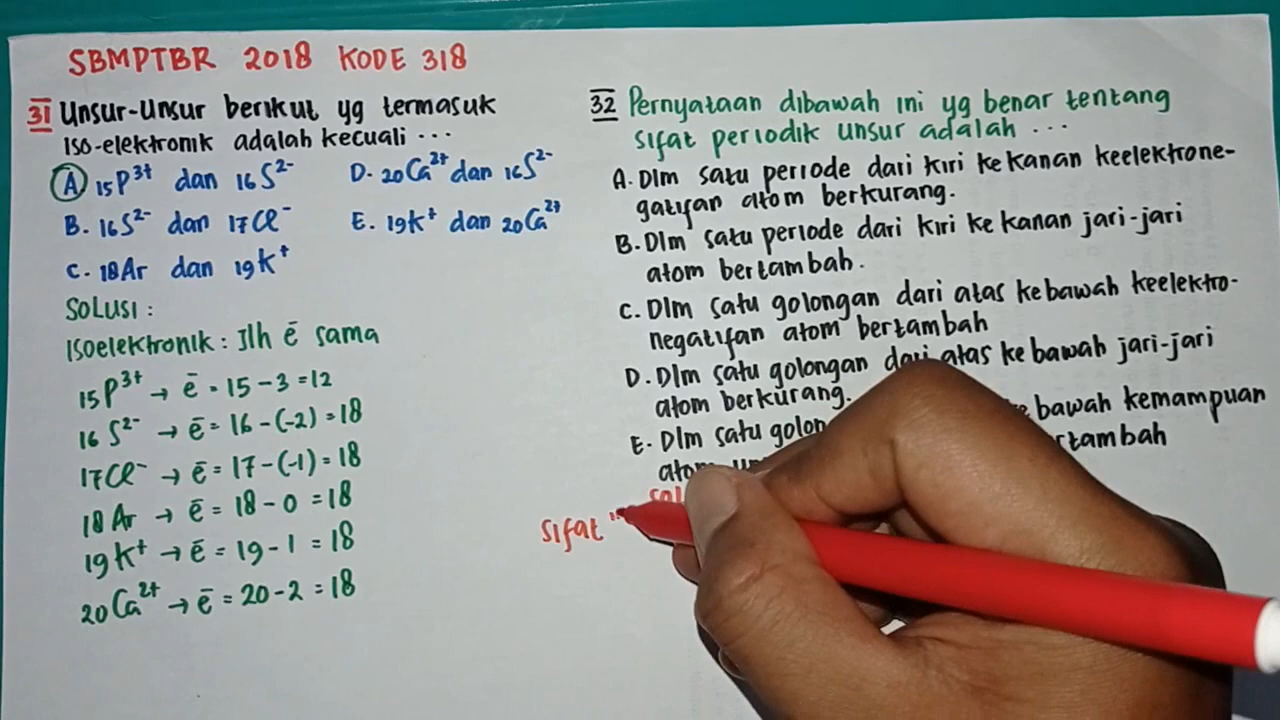 SBMPTBR 2018 KODE 318
31 Unsur-Unsur berikut yg termasuk
Iso-elektronik adalah kecuali ...
A. 15P³⁺ dan 16S²⁻
B. 16S²⁻ dan 17Cl⁻
C. 18Ar dan 19K⁺
D. 20Ca²⁺ dan 16S²⁻
E. 19K⁺ dan 20Ca²⁺
SOLUSI :
Isoelektronik : Jlh ē sama
15P³⁺ → ē = 15 - 3 = 12
16S²⁻ → ē = 16 - (-2) = 18
17Cl⁻ → ē = 17 - (-1) = 18
18Ar → ē = 18 - 0 = 18
19K⁺ → ē = 19 - 1 = 18
20Ca²⁺ → ē = 20 - 2 = 18
32 Pernyataan dibawah ini yg benar tentang
sifat periodik unsur adalah ...
A. Dlm satu periode dari kiri ke kanan keelektrone-
gatifan atom berkurang.
B. Dlm satu periode dari kiri ke kanan jari-jari
atom bertambah.
C. Dlm satu golongan dari atas kebawah keelektro-
negatifan atom bertambah
D. Dlm satu golongan dari atas ke bawah jari-jari
atom berkurang.
E. Dlm satu bawah kemampuan
Sifat